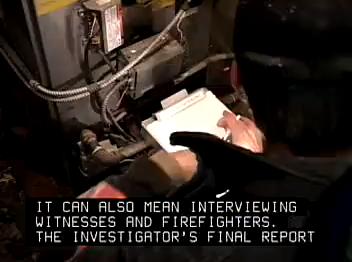 IT CAN ALSO MEAN INTERVIEWING
WITNESSES AND FIREFIGHTERS.
THE INVESTIGATOR'S FINAL REPORT